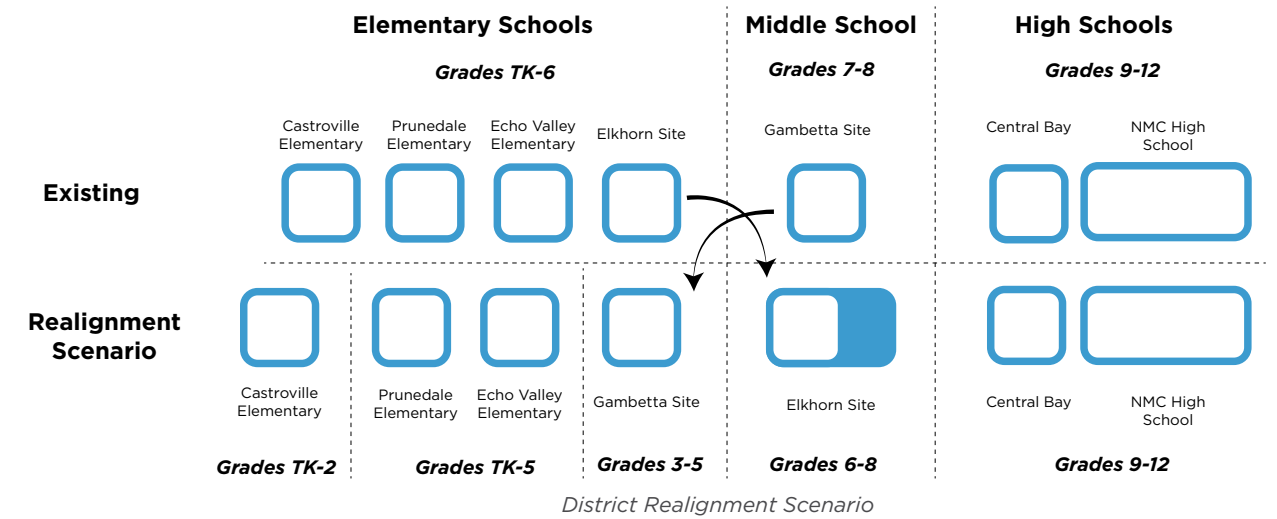 Elementary Schools
Middle School
High Schools
Grades TK-6
Grades 7-8
Grades 9-12
Castroville
Elementary
Prunedale
Elementary
Echo Valley
Elementary
Elkhorn Site
Gambetta Site
Central Bay
NMC High
School
Existing
Realignment
Scenario
Castroville
Elementary
Prunedale
Elementary
Echo Valley
Elementary
Gambetta Site
Elkhorn Site
Central Bay
NMC High
School
Grades TK-2
Grades TK-5
Grades 3-5
Grades 6-8
Grades 9-12
District Realignment Scenario